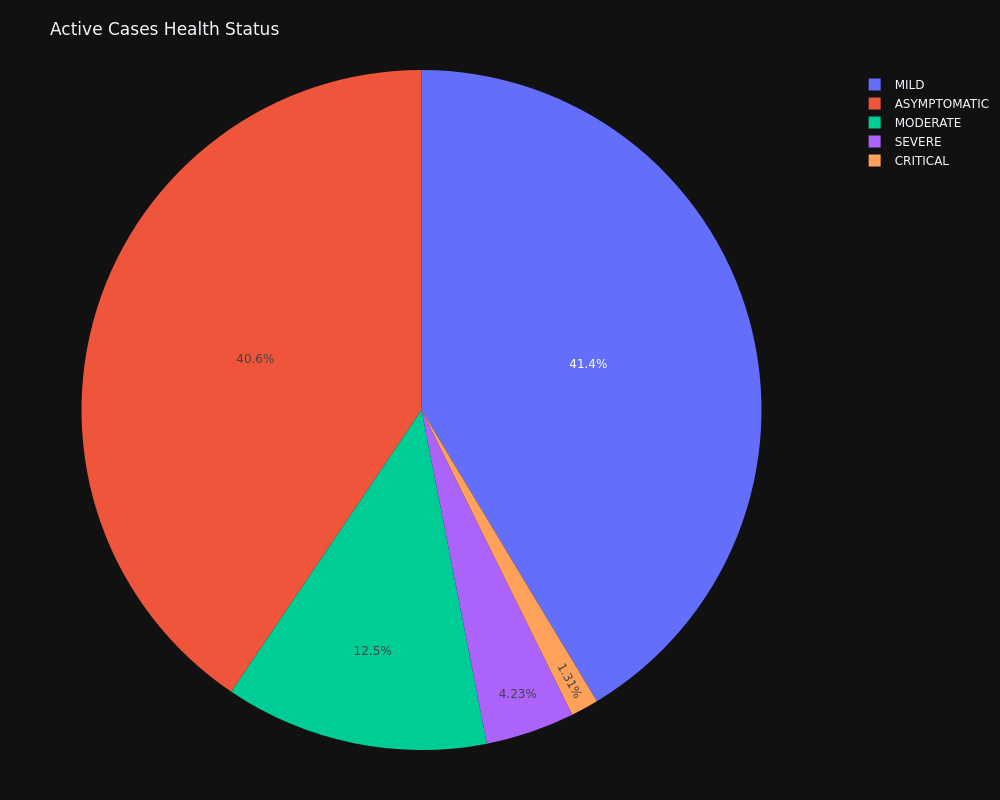 Active Cases Health Status
MILD
ASYMPTOMATIC
MODERATE
SEVERE
CRITICAL
40.6%
41.4%
12.5%
4.23%
1.31%